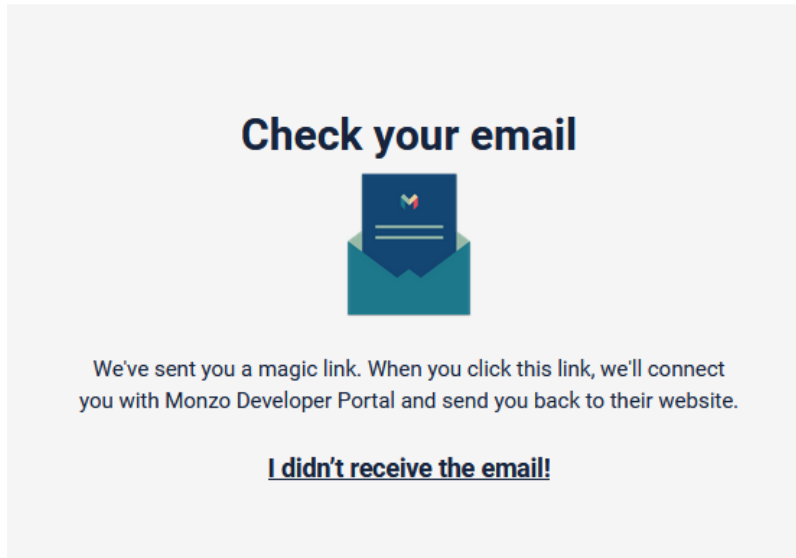 Check your email
We've sent you a magic link. When you click this link, we'll connect
you with Monzo Developer Portal and send you back to their website.
I didn’t receive the email!